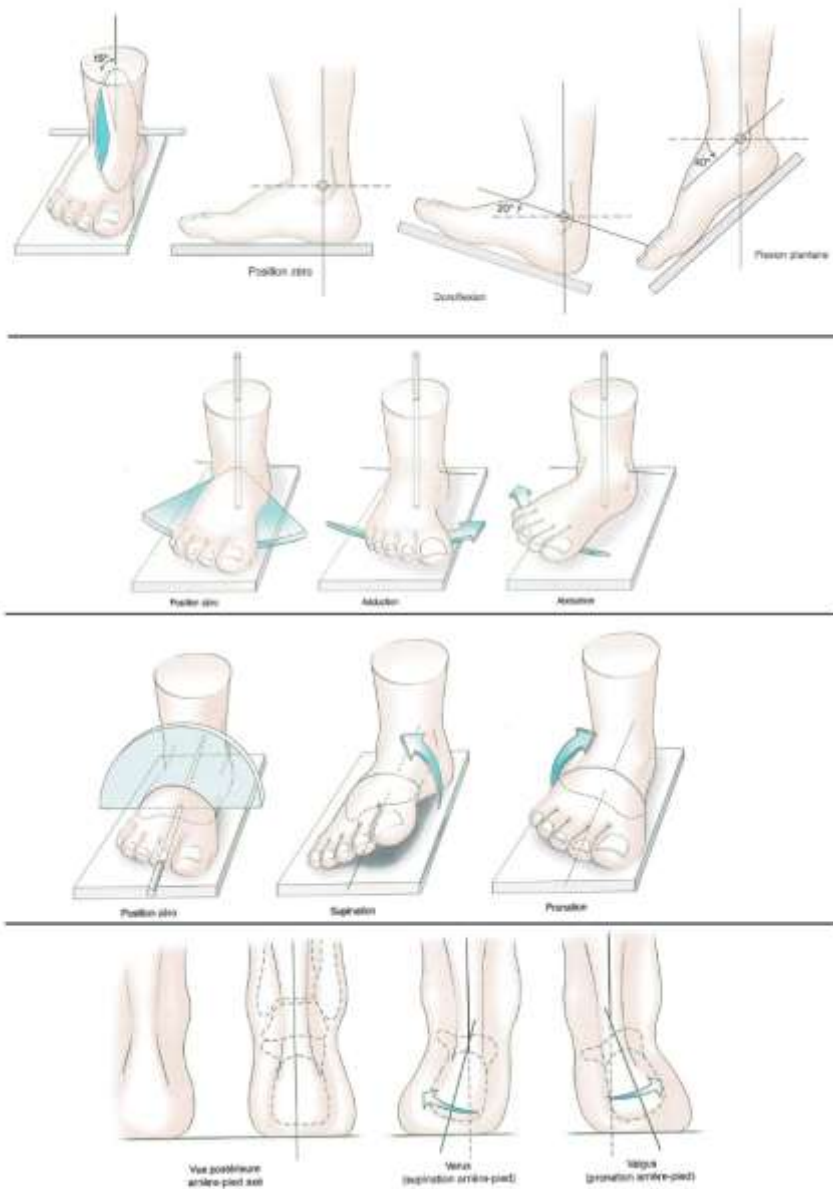 15°
Position zéro
20°
Dorsiflexion
40°
Flexion plantaire
Position zéro
Adduction
Abduction
Position zéro
Supination
Pronation
Vue postérieure
arrière-pied axé
Varus
(supination arrière-pied)
Valgus
(pronation arrière-pied)